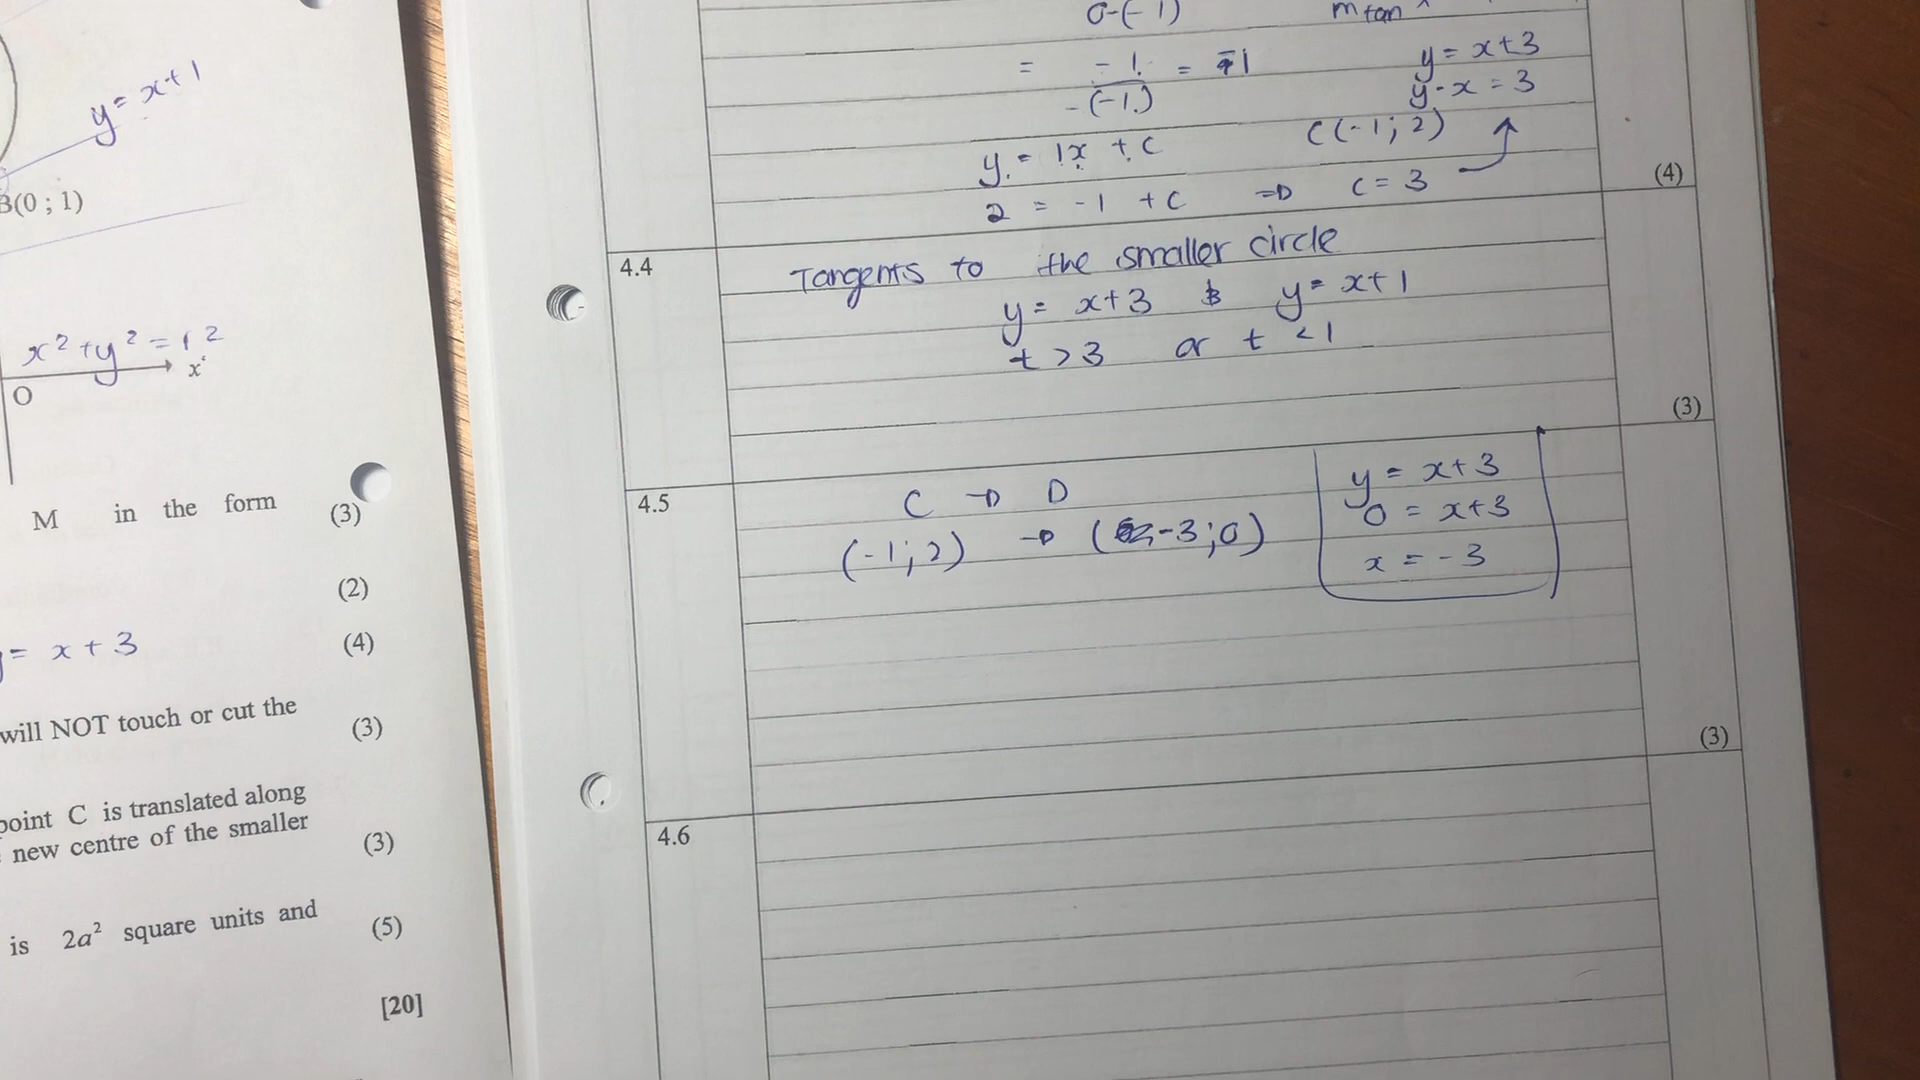 y = x + 1
B(0 ; 1)
x² + y² =
x
O
M in the form (3)
(2)
= x + 3 (4)
will NOT touch or cut the (3)
point C is translated along
new centre of the smaller (3)
is 2a² square units and (5)
[20]
0-(-1)
m tan
= -1 / -(-1) = 1
y = x+3
y - x = 3
C(-1; 2)
y = 1x + c
2 = -1 + c ⇒ c = 3
(4)
4.4
Tangents to the smaller circle
y = x+3 & y = x+1
t > 3 or t < 1
(3)
4.5
C → D
(-1; 2) → (-3; 0)
y = x+3
0 = x+3
x = -3
(3)
4.6